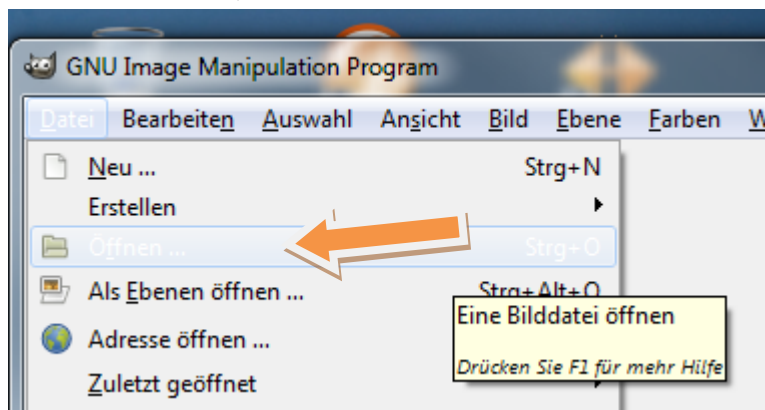 GNU Image Manipulation Program
Datei Bearbeiten Auswahl Ansicht Bild Ebene Farben W
Neu ... Strg+N
Erstellen
Öffnen ... Strg+O
Als Ebenen öffnen ... Strg+Alt+O
Eine Bilddatei öffnen
Adresse öffnen ...
Drücken Sie F1 für mehr Hilfe
Zuletzt geöffnet